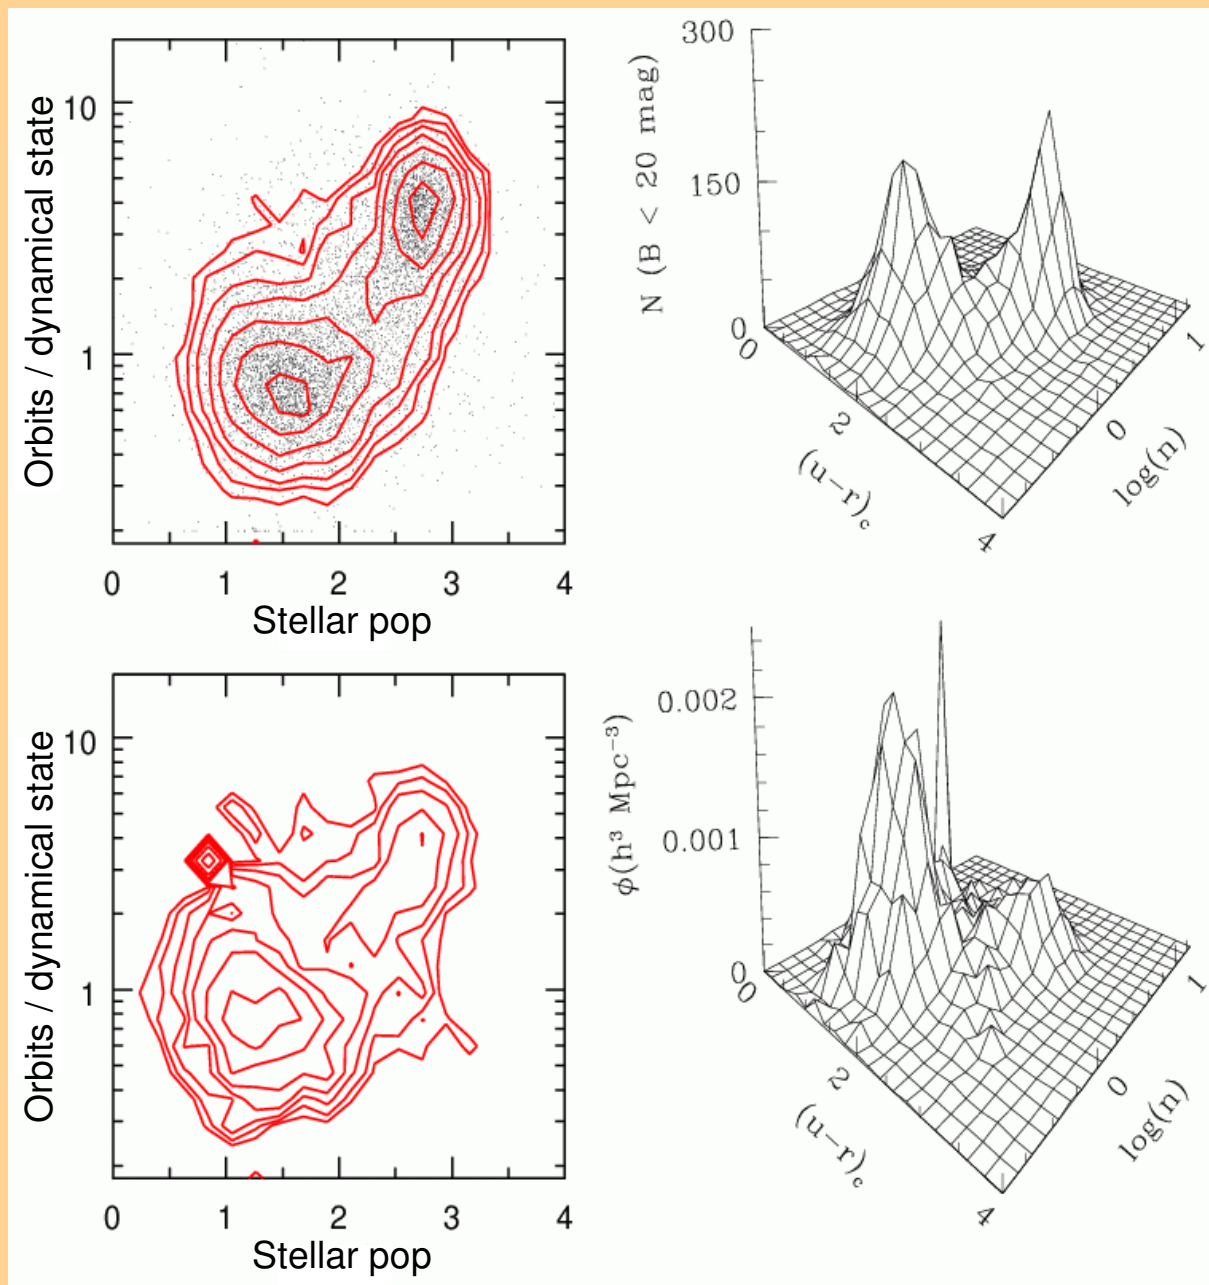 Orbits / dynamical state
10
1
0 1 2 3 4
Stellar pop
N (B < 20 mag)
300
150
0
0
2
4
(u−r)c
0
1
log(n)
Orbits / dynamical state
10
1
0 1 2 3 4
Stellar pop
ϕ(h³ Mpc⁻³)
0.002
0.001
0
0
2
4
(u−r)c
0
1
log(n)